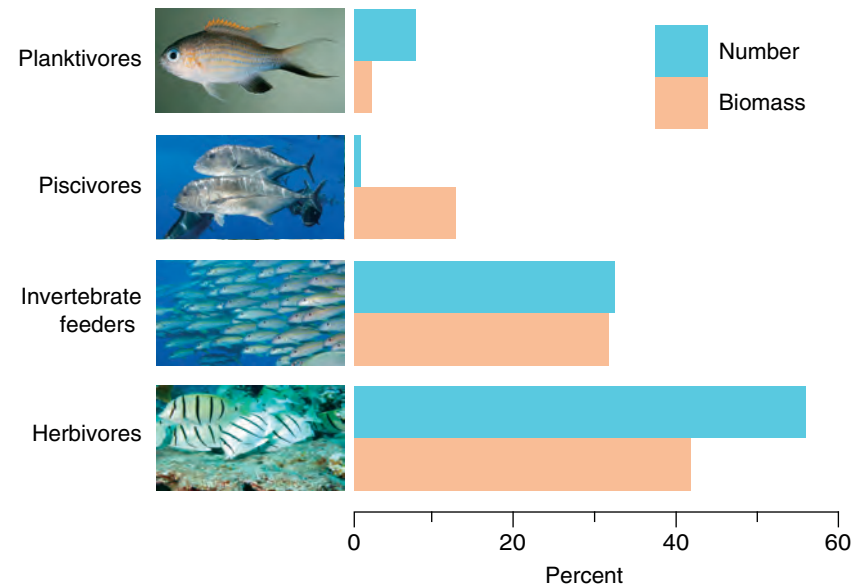 Planktivores
Number
Biomass
Piscivores
Invertebrate
feeders
Herbivores
0
20
40
60
Percent